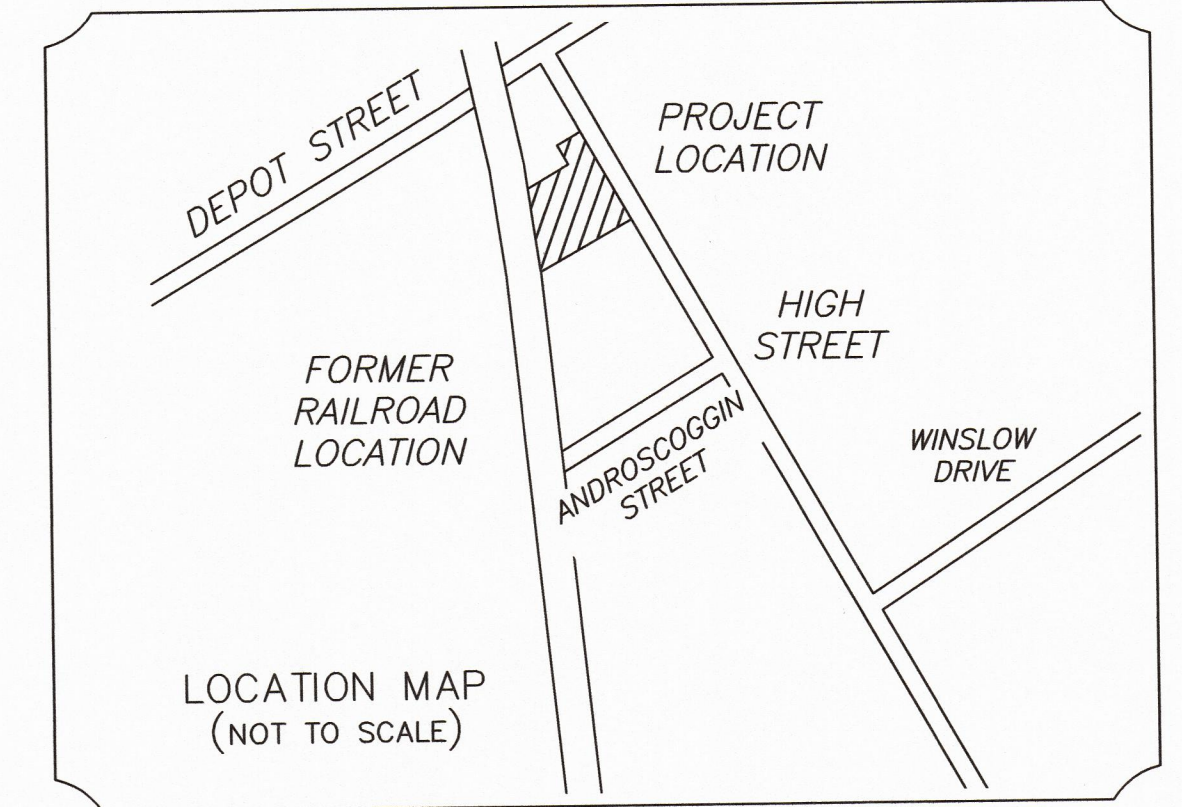 DEPOT STREET
PROJECT
LOCATION
HIGH
STREET
FORMER
RAILROAD
LOCATION
ANDROSCOGGIN
STREET
WINSLOW
DRIVE
LOCATION MAP
(NOT TO SCALE)